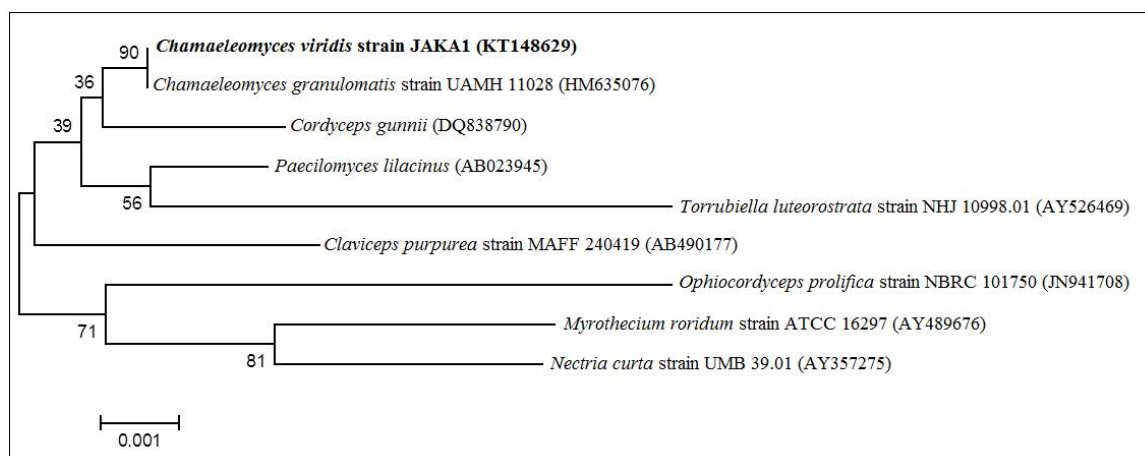 Chamaeleomyces viridis strain JAKA1 (KT148629)
90
Chamaeleomyces granulomatis strain UAMH 11028 (HM635076)
36
Cordyceps gunnii (DQ838790)
39
Paecilomyces lilacinus (AB023945)
56
Torrubiella luteorostrata strain NHJ 10998.01 (AY526469)
Claviceps purpurea strain MAFF 240419 (AB490177)
Ophiocordyceps prolifica strain NBRC 101750 (JN941708)
71
Myrothecium roridum strain ATCC 16297 (AY489676)
81
Nectria curta strain UMB 39.01 (AY357275)
0.001